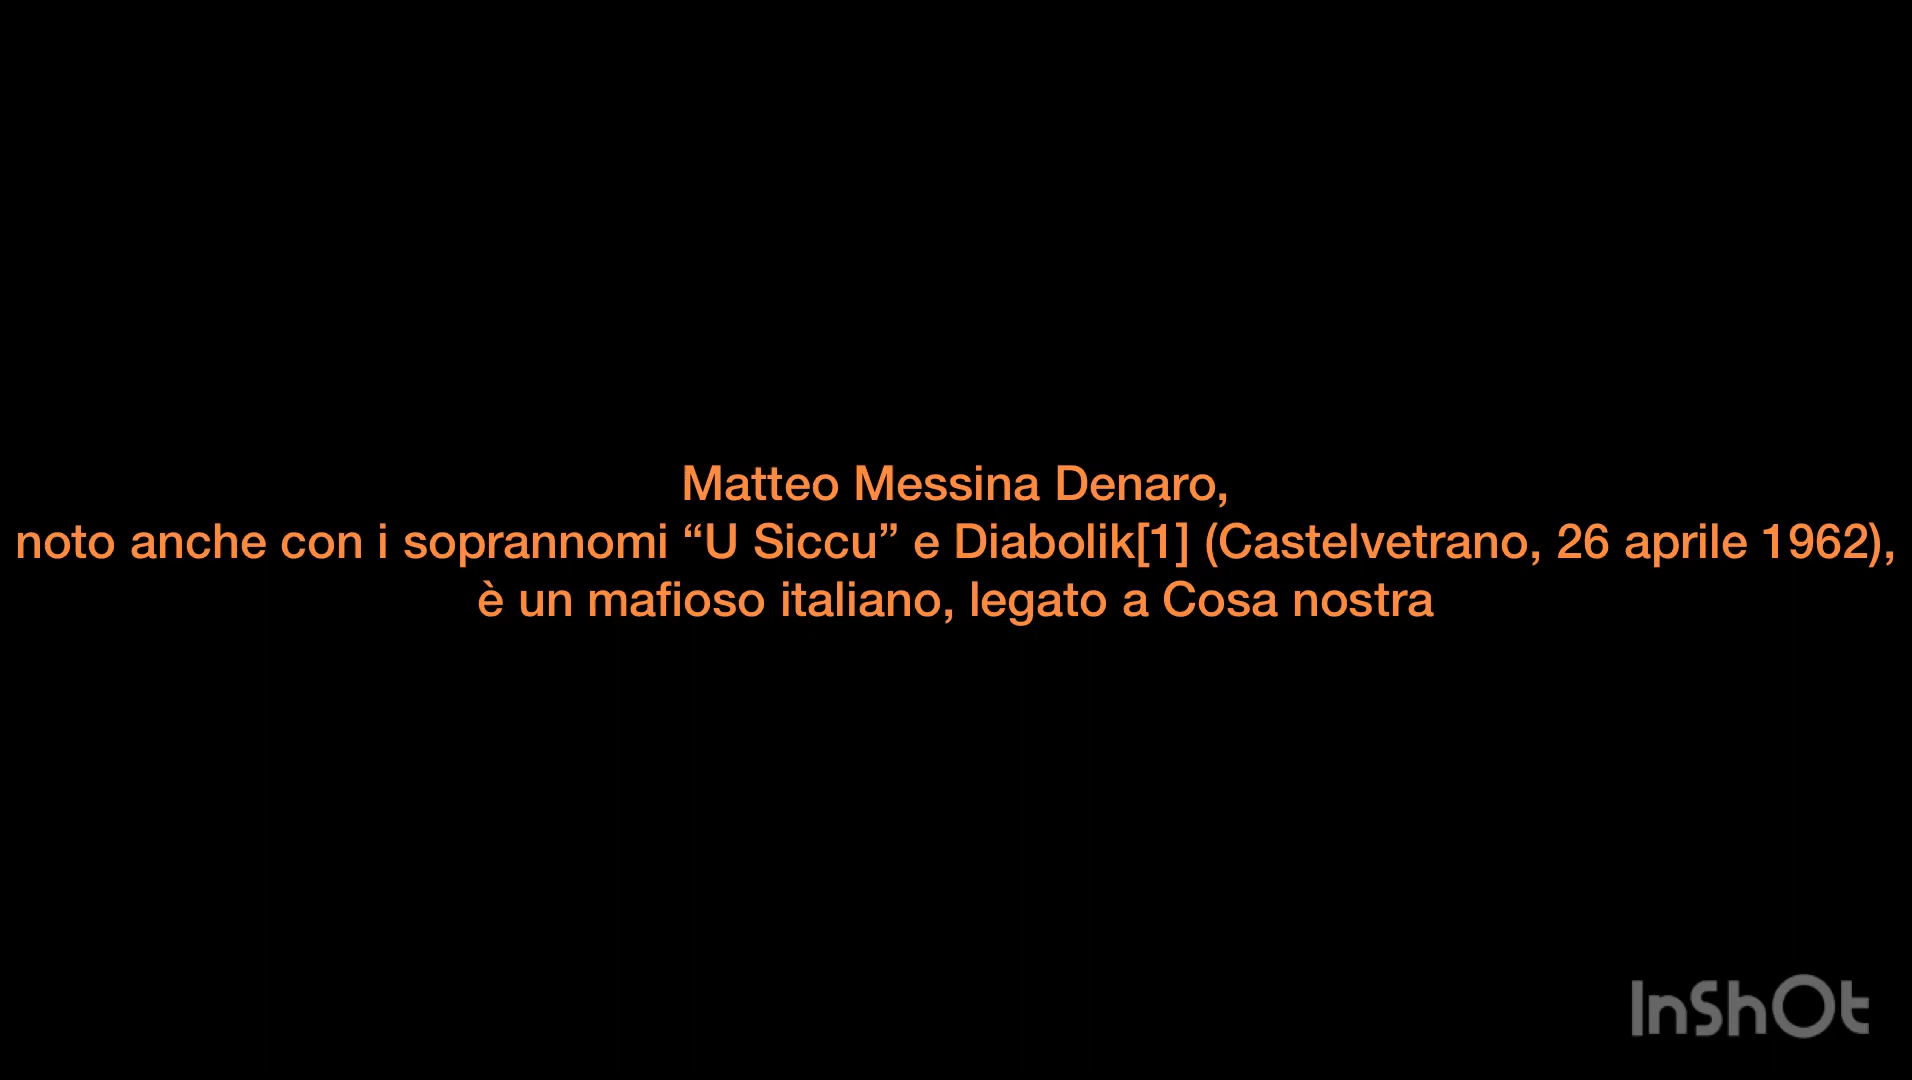 Matteo Messina Denaro,
noto anche con i soprannomi “U Siccu” e Diabolik[1] (Castelvetrano, 26 aprile 1962),
è un mafioso italiano, legato a Cosa nostra
InShOt